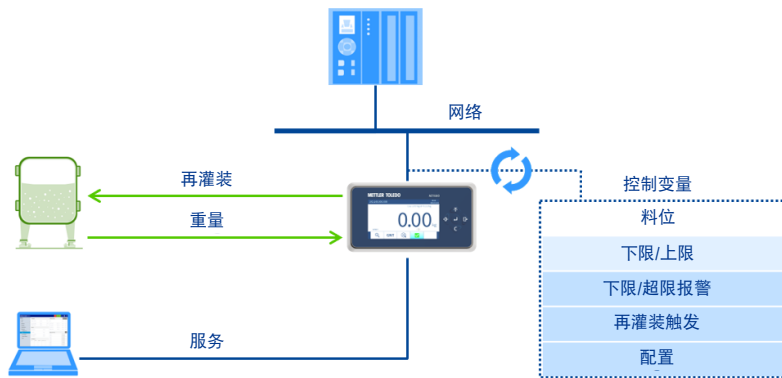 网络
再灌装
重量
METTLER TOLEDO
0.00
服务
控制变量
料位
下限/上限
下限/超限报警
再灌装触发
配置